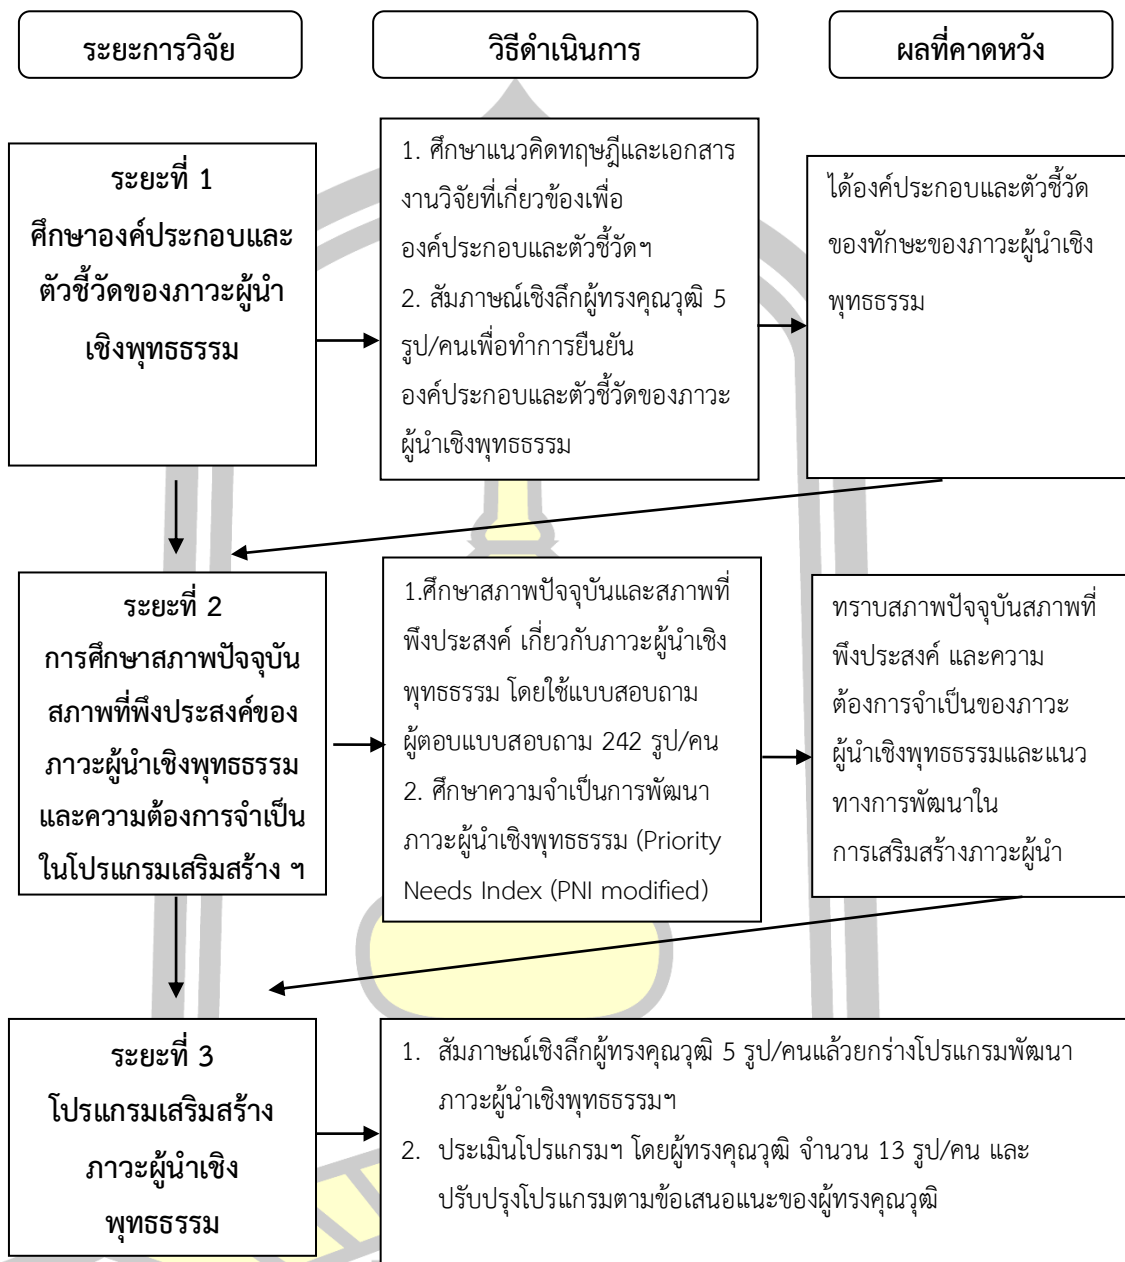 ระยะการวิจัย
วิธีดำเนินการ
ผลที่คาดหวัง
ระยะที่ 1
ศึกษาองค์ประกอบและ
ตัวชี้วัดของภาวะผู้นำ
เชิงพุทธธรรม
1. ศึกษาแนวคิดทฤษฎีและเอกสาร
งานวิจัยที่เกี่ยวข้องเพื่อ
องค์ประกอบและตัวชี้วัดฯ
2. สัมภาษณ์เชิงลึกผู้ทรงคุณวุฒิ 5
รูป/คนเพื่อทำการยืนยัน
องค์ประกอบและตัวชี้วัดของภาวะ
ผู้นำเชิงพุทธธรรม
ได้องค์ประกอบและตัวชี้วัด
ของทักษะของภาวะผู้นำเชิง
พุทธธรรม
ระยะที่ 2
การศึกษาสภาพปัจจุบัน
สภาพที่พึงประสงค์ของ
ภาวะผู้นำเชิงพุทธธรรม
และความต้องการจำเป็น
ในโปรแกรมเสริมสร้าง ฯ
1.ศึกษาสภาพปัจจุบันและสภาพที่
พึงประสงค์ เกี่ยวกับภาวะผู้นำเชิง
พุทธธรรม โดยใช้แบบสอบถาม
ผู้ตอบแบบสอบถาม 242 รูป/คน
2. ศึกษาความจำเป็นการพัฒนา
ภาวะผู้นำเชิงพุทธธรรม (Priority
Needs Index (PNI modified)
ทราบสภาพปัจจุบันสภาพที่
พึงประสงค์ และความ
ต้องการจำเป็นของภาวะ
ผู้นำเชิงพุทธธรรมและแนว
ทางการพัฒนาใน
การเสริมสร้างภาวะผู้นำ
ระยะที่ 3
โปรแกรมเสริมสร้าง
ภาวะผู้นำเชิง
พุทธธรรม
1. สัมภาษณ์เชิงลึกผู้ทรงคุณวุฒิ 5 รูป/คนแล้วยกร่างโปรแกรมพัฒนา
ภาวะผู้นำเชิงพุทธธรรมฯ
2. ประเมินโปรแกรมฯ โดยผู้ทรงคุณวุฒิ จำนวน 13 รูป/คน และ
ปรับปรุงโปรแกรมตามข้อเสนอแนะของผู้ทรงคุณวุฒิ